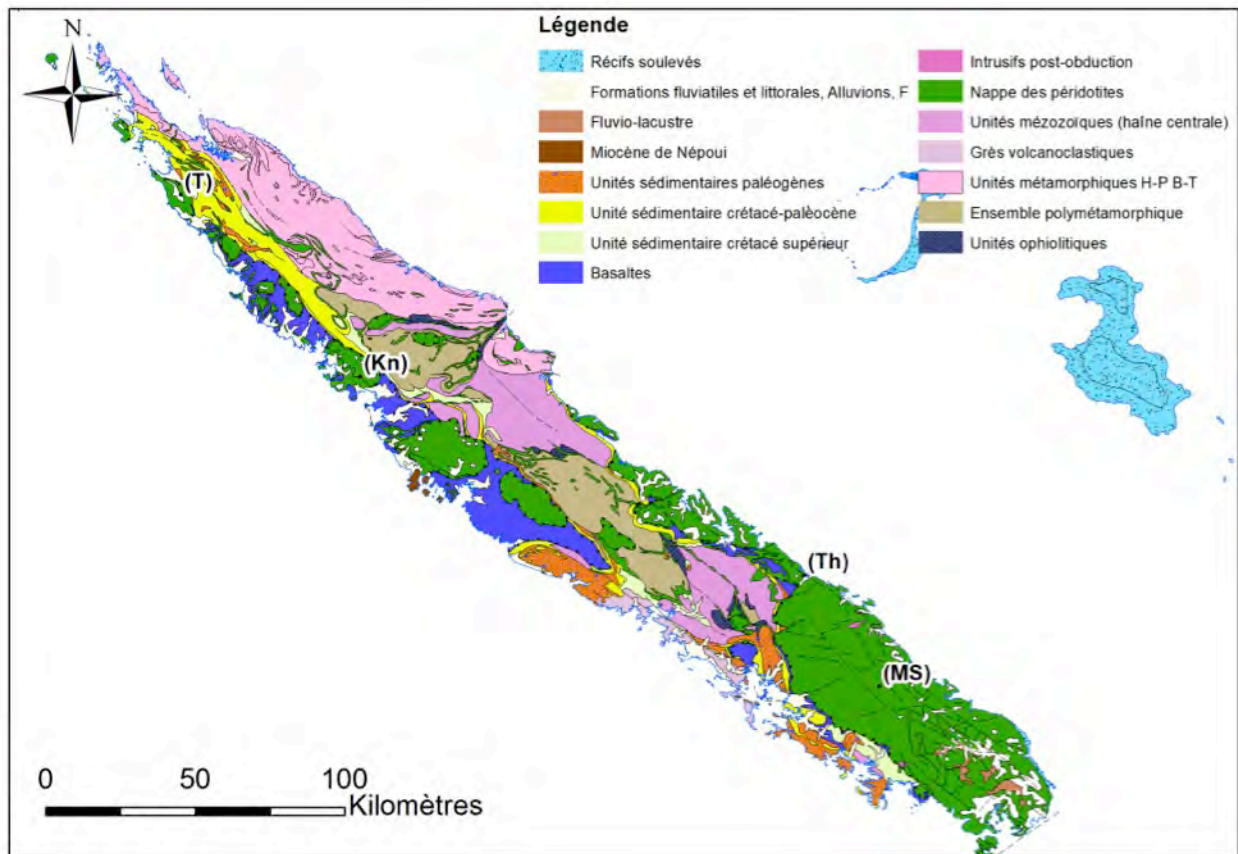 N
Légende
Récifs soulevés
Formations fluviatiles et littorales, Alluvions, F
Fluvio-lacustre
Miocène de Népoui
Unités sédimentaires paléogènes
Unité sédimentaire crétacé-palèocène
Unité sédimentaire crétacé supérieur
Basaltes
Intrusifs post-obduction
Nappe des péridotites
Unités mézozoïques (haîne centrale)
Grès volcanoclastiques
Unités métamorphiques H-P B-T
Ensemble polymétamorphique
Unités ophiolitiques
(T)
(Kn)
(Th)
(MS)
0 50 100
Kilomètres